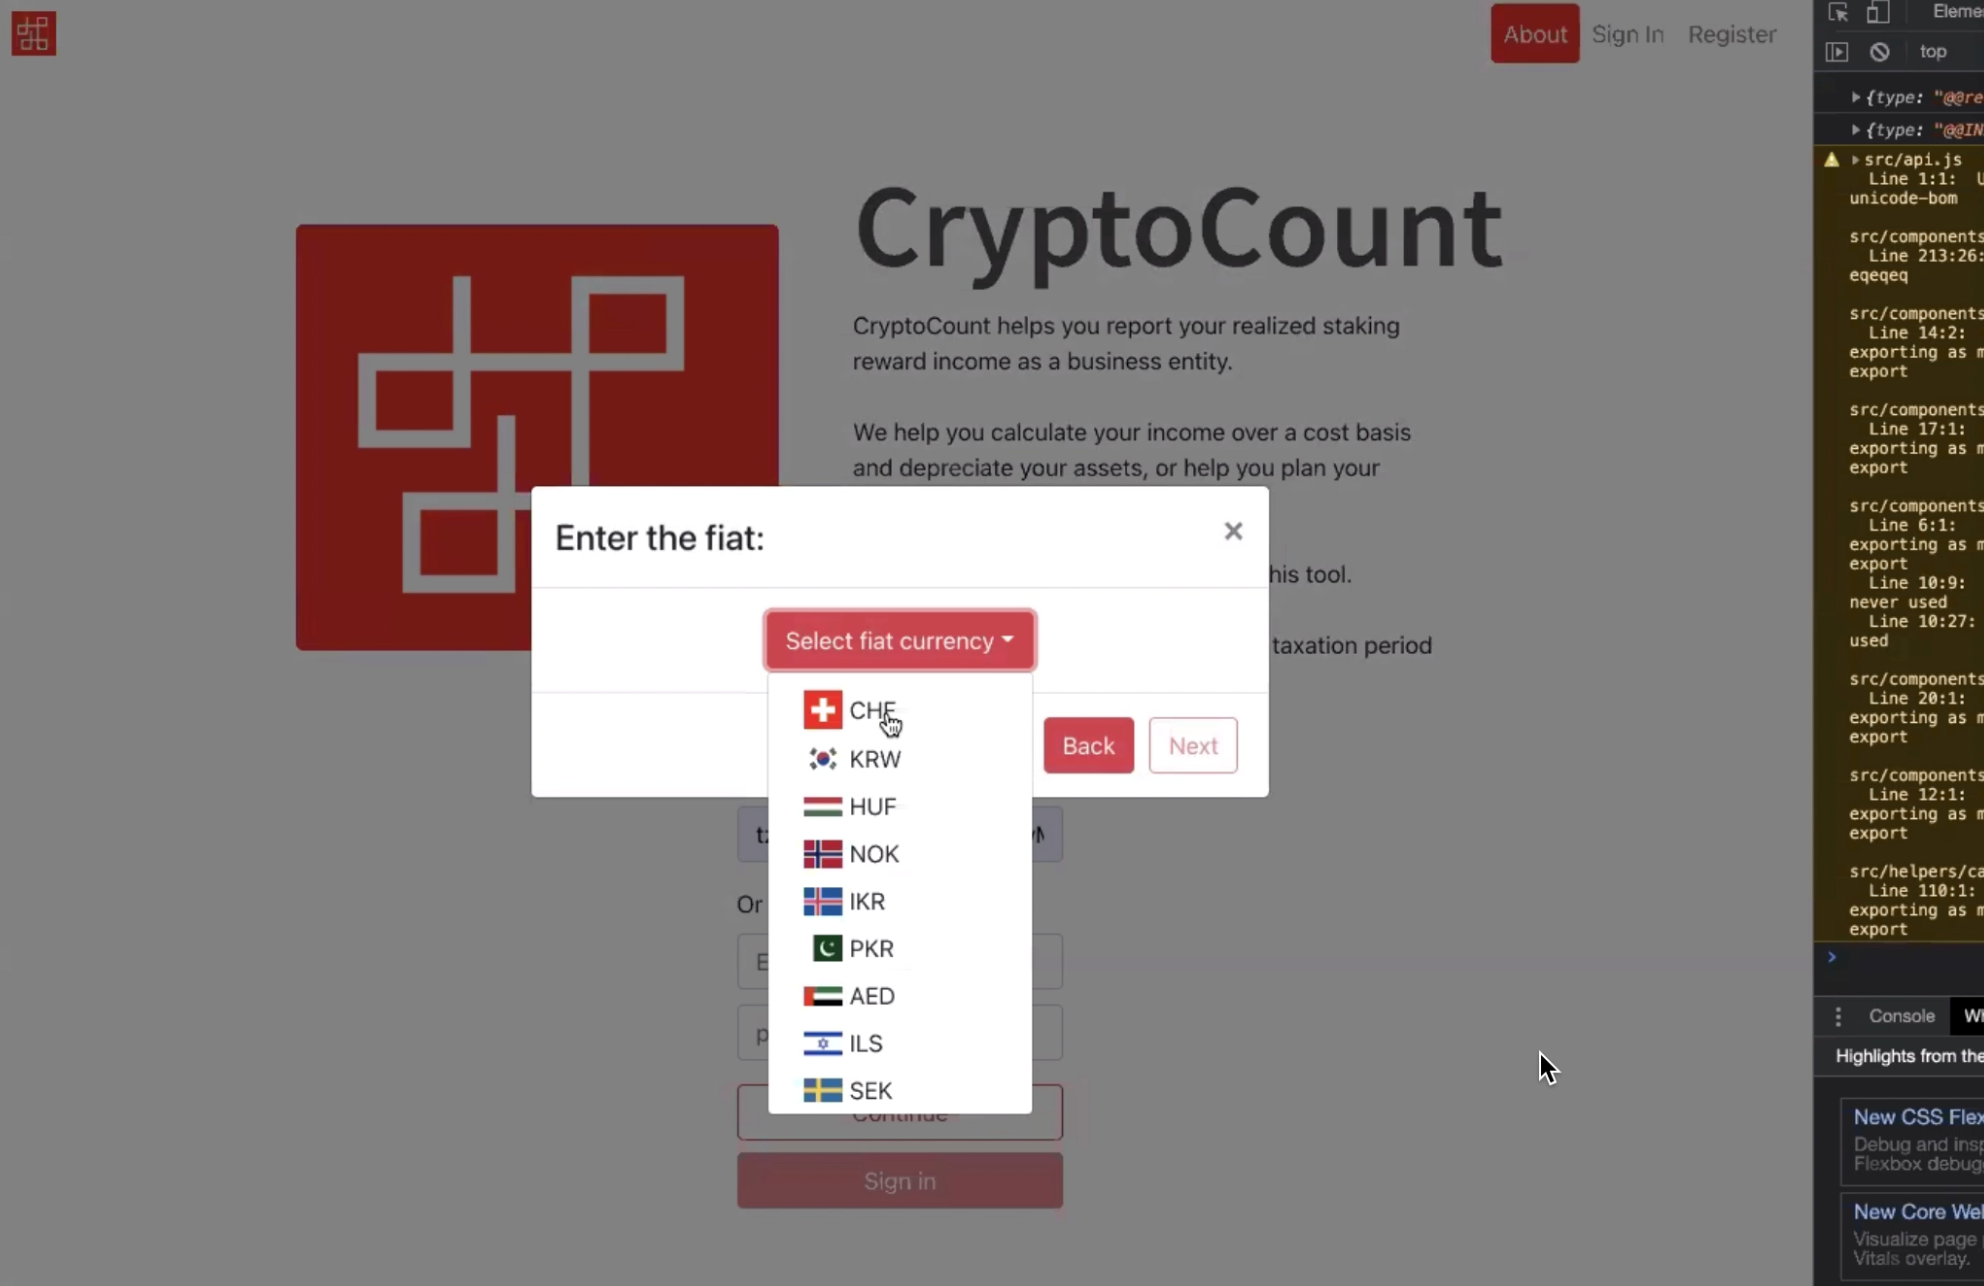 About
Sign In
Register
CryptoCount
CryptoCount helps you report your realized staking
reward income as a business entity.
We help you calculate your income over a cost basis
and depreciate your assets, or help you plan your
his tool.
taxation period
Enter the fiat:
×
Select fiat currency
CHF
KRW
HUF
NOK
IKR
PKR
AED
ILS
SEK
Back
Next
Or
E
p
Continue
Sign in
Eleme
top
{type: "@@re
{type: "@@IN
src/api.js
Line 1:1: U
unicode-bom
src/components
Line 213:26:
eqeqeq
src/components
Line 14:2:
exporting as m
export
src/components
Line 17:1:
exporting as m
export
src/components
Line 6:1:
exporting as m
export
Line 10:9:
never used
Line 10:27:
used
src/components
Line 20:1:
exporting as m
export
src/components
Line 12:1:
exporting as m
export
src/helpers/ca
Line 110:1:
exporting as m
export
Console
Wh
Highlights from the
New CSS Flex
Debug and insp
Flexbox debug
New Core Web
Visualize page
Vitals overlay.